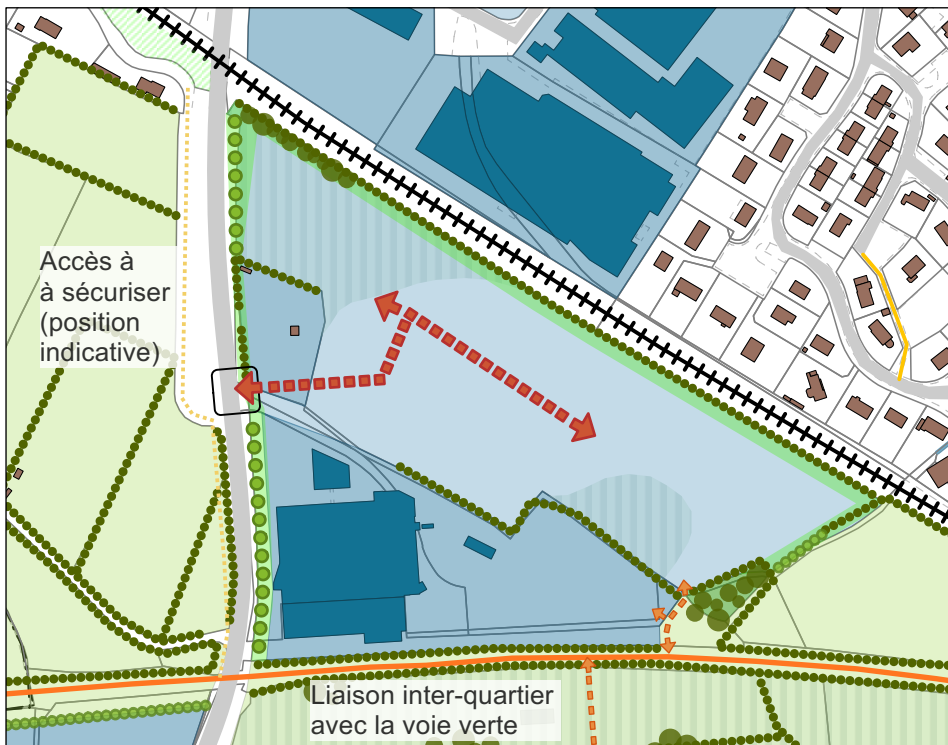 Accès à
à sécuriser
(position
indicative)
Liaison inter-quartier
avec la voie verte